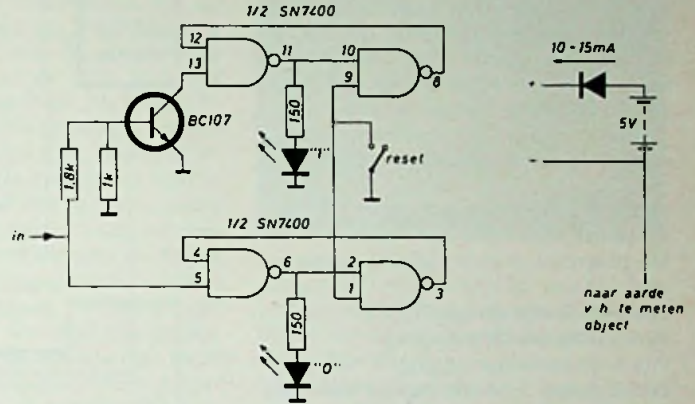 1/2 SN7400
12
13
11
10
9
8
BC107
150
"1"
reset
1,8k
1k
in
1/2 SN7400
4
5
6
2
1
3
150
"0"
10-15mA
+
5V
-
naar aarde
v h te meten
object